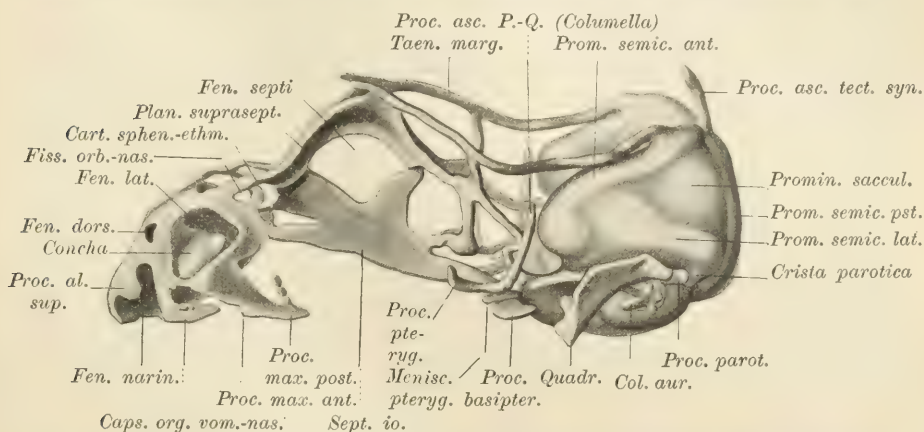 Proc. asc. P.-Q. (Columella)
Taen. marg.
Prom. semic. ant.
Fen. septi
Plan. suprasept.
Cart. sphen.-ethm.
Fiss. orb.-nas.
Fen. lat.
Fen. dors.
Concha
Proc. al.
sup.
Proc. asc. tect. syn.
Promin. saccul.
Prom. semic. pst.
Prom. semic. lat.
Crista parotica
Fen. narin.
Caps. org. vom.-nas.
Proc.
max. post.
Proc. max. ant.
Sept. io.
Proc.
pte-
ryg.
Menisc.
pteryg.
Proc.
basipter.
Quadr.
Col. aur.
Proc. parot.